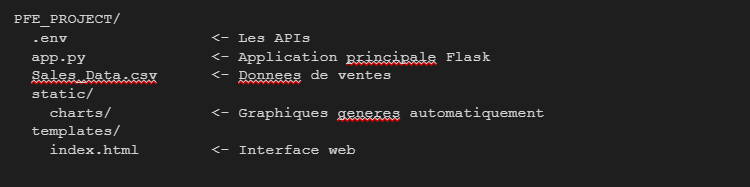 PFE_PROJECT/
.env <- Les APIs
app.py <- Application principale Flask
Sales_Data.csv <- Donnees de ventes
static/
charts/ <- Graphiques generes automatiquement
templates/
index.html <- Interface web